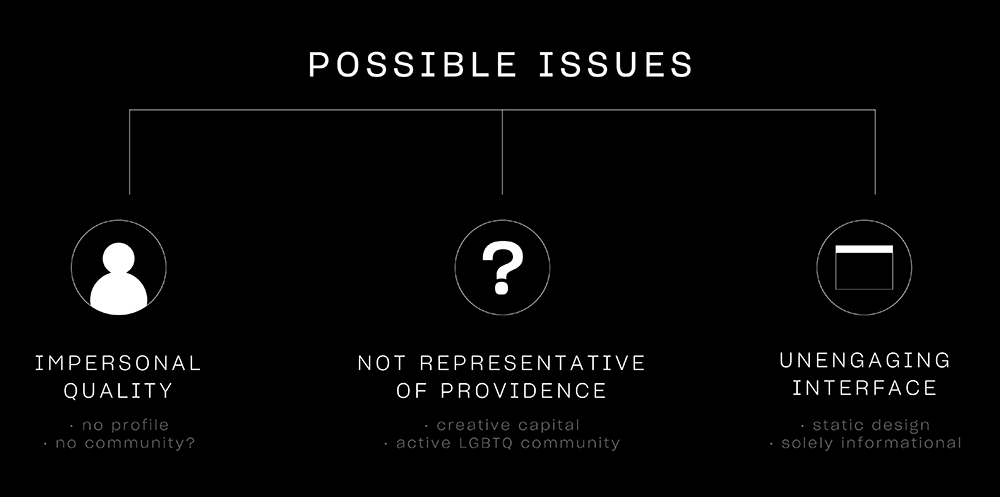 POSSIBLE ISSUES
?
IMPERSONAL
QUALITY
· no profile
· no community?
NOT REPRESENTATIVE
OF PROVIDENCE
· creative capital
· active LGBTQ community
UNENGAGING
INTERFACE
· static design
· solely informational